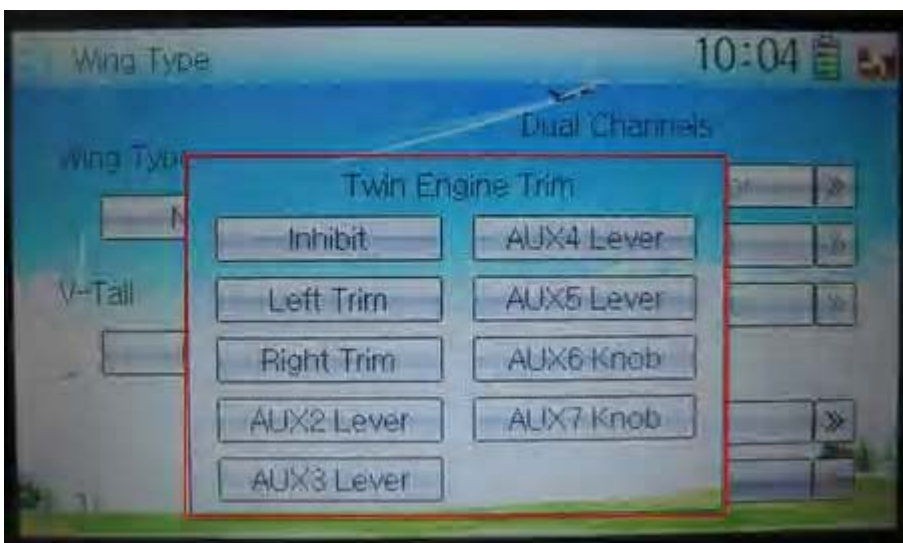 Wing Type
10:04
Dual Channels
Wing Type
Twin Engine Trim
Inhibit
AUX4 Lever
V-Tail
Left Trim
AUX5 Lever
Right Trim
AUX6 Knob
AUX2 Lever
AUX7 Knob
AUX3 Lever